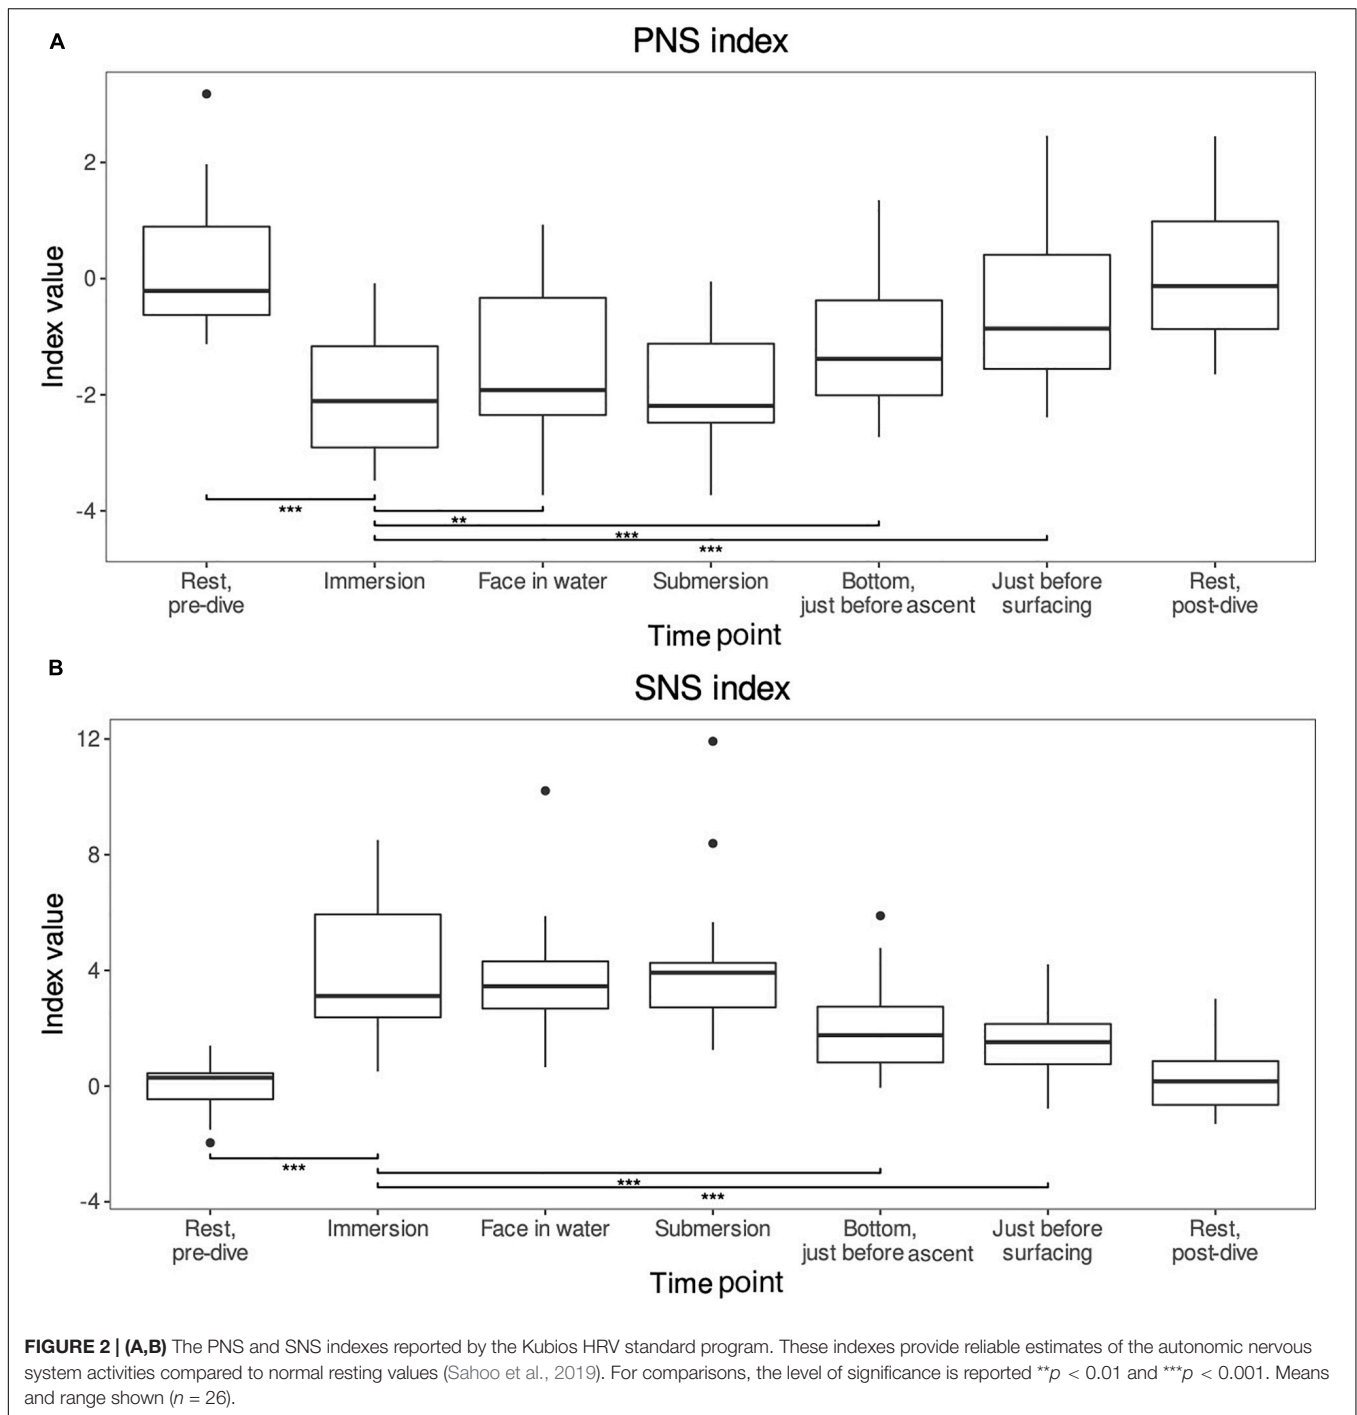 A
PNS index
2
0
-2
-4
Index value
***
**
***
***
Rest,
pre-dive
Immersion
Face in water
Submersion
Bottom,
just before ascent
Just before
surfacing
Rest,
post-dive
Time point
B
SNS index
12
8
4
0
-4
Index value
***
***
***
Rest,
pre-dive
Immersion
Face in water
Submersion
Bottom,
just before ascent
Just before
surfacing
Rest,
post-dive
Time point
FIGURE 2 | (A,B) The PNS and SNS indexes reported by the Kubios HRV standard program. These indexes provide reliable estimates of the autonomic nervous
system activities compared to normal resting values (Sahoo et al., 2019). For comparisons, the level of significance is reported **p < 0.01 and ***p < 0.001. Means
and range shown (n = 26).